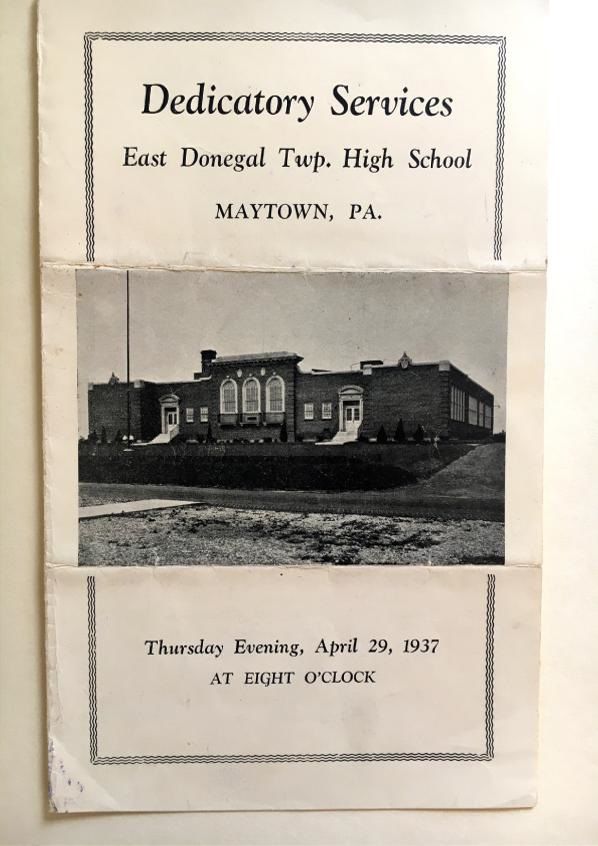 Dedicatory Services
East Donegal Twp. High School
MAYTOWN, PA.
Thursday Evening, April 29, 1937
AT EIGHT O'CLOCK